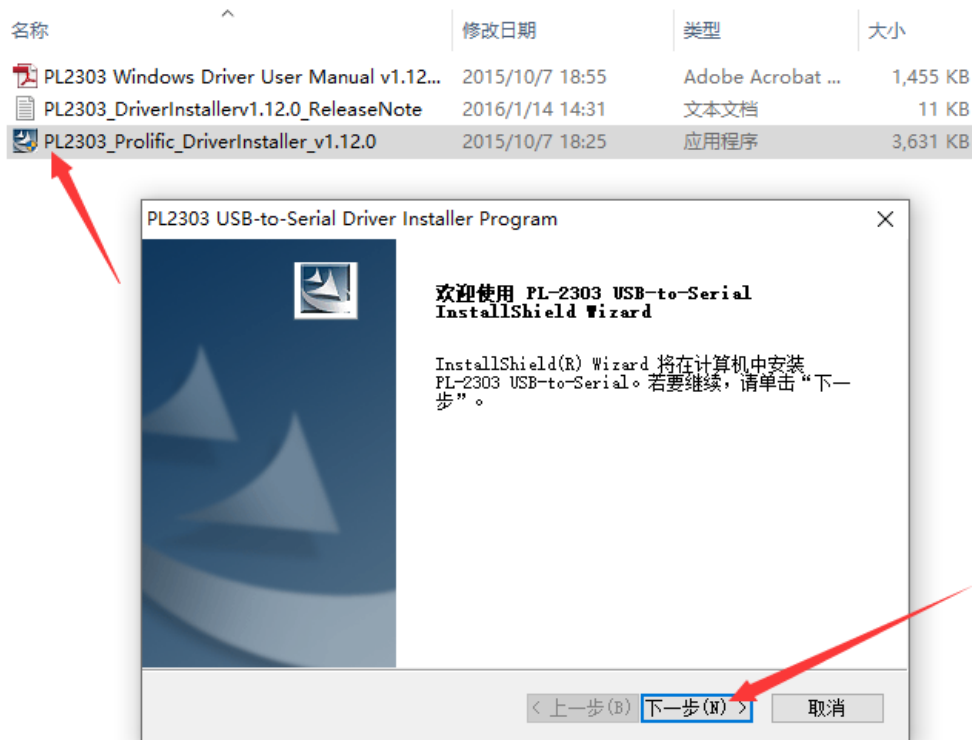 名称 修改日期 类型 大小
PL2303 Windows Driver User Manual v1.12... 2015/10/7 18:55 Adobe Acrobat ... 1,455 KB
PL2303_DriverInstallerv1.12.0_ReleaseNote 2016/1/14 14:31 文本文档 11 KB
PL2303_Prolific_DriverInstaller_v1.12.0 2015/10/7 18:25 应用程序 3,631 KB
PL2303 USB-to-Serial Driver Installer Program
欢迎使用 PL-2303 USB-to-Serial
InstallShield Wizard
InstallShield(R) Wizard 将在计算机中安装
PL-2303 USB-to-Serial。若要继续，请单击“下一
步”。
< 上一步(B) 下一步(N) > 取消